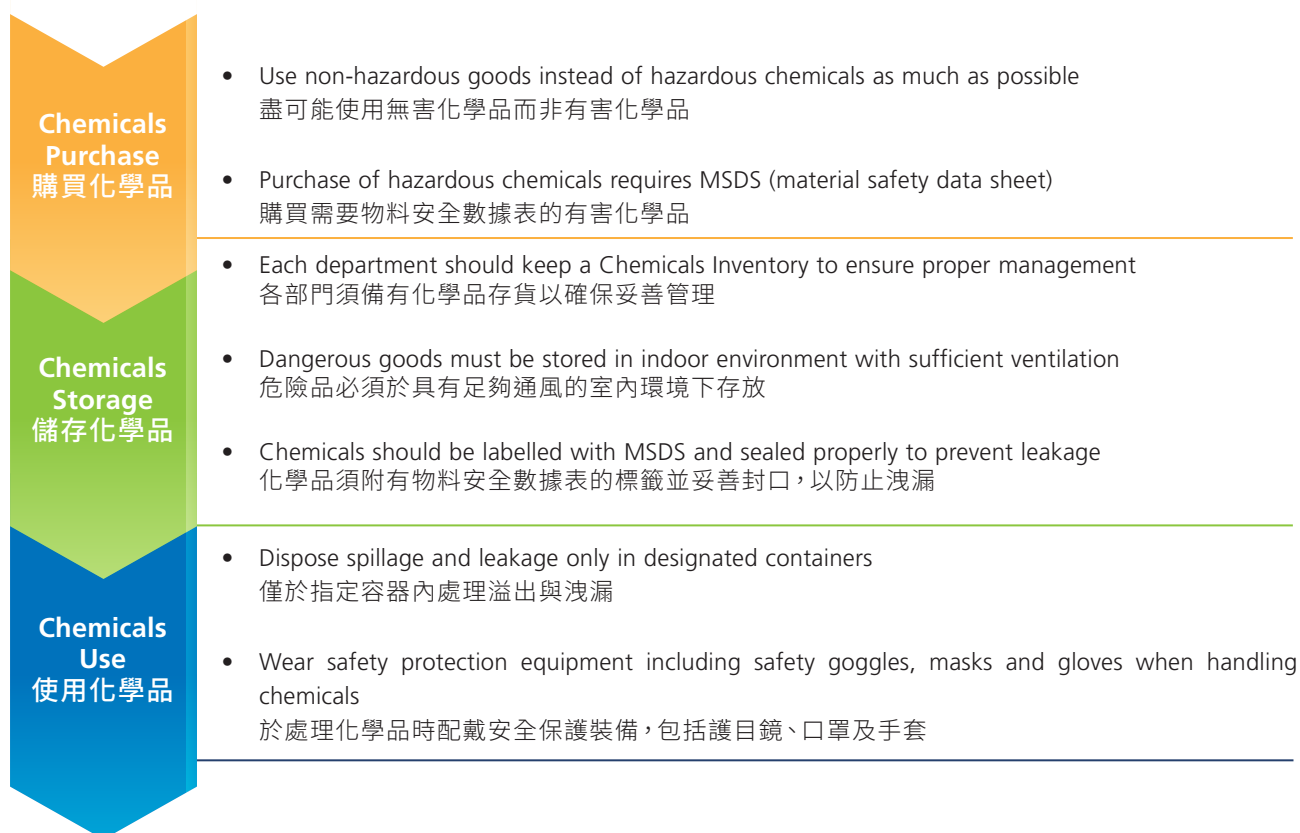 Chemicals
Purchase
購買化學品
• Use non-hazardous goods instead of hazardous chemicals as much as possible
盡可能使用無害化學品而非有害化學品
• Purchase of hazardous chemicals requires MSDS (material safety data sheet)
購買需要物料安全數據表的有害化學品
Chemicals
Storage
儲存化學品
• Each department should keep a Chemicals Inventory to ensure proper management
各部門須備有化學品存貨以確保妥善管理
• Dangerous goods must be stored in indoor environment with sufficient ventilation
危險品必須於具有足夠通風的室內環境下存放
• Chemicals should be labelled with MSDS and sealed properly to prevent leakage
化學品須附有物料安全數據表的標籤並妥善封口，以防止洩漏
Chemicals
Use
使用化學品
• Dispose spillage and leakage only in designated containers
僅於指定容器內處理溢出與洩漏
• Wear safety protection equipment including safety goggles, masks and gloves when handling
chemicals
於處理化學品時配戴安全保護裝備，包括護目鏡、口罩及手套